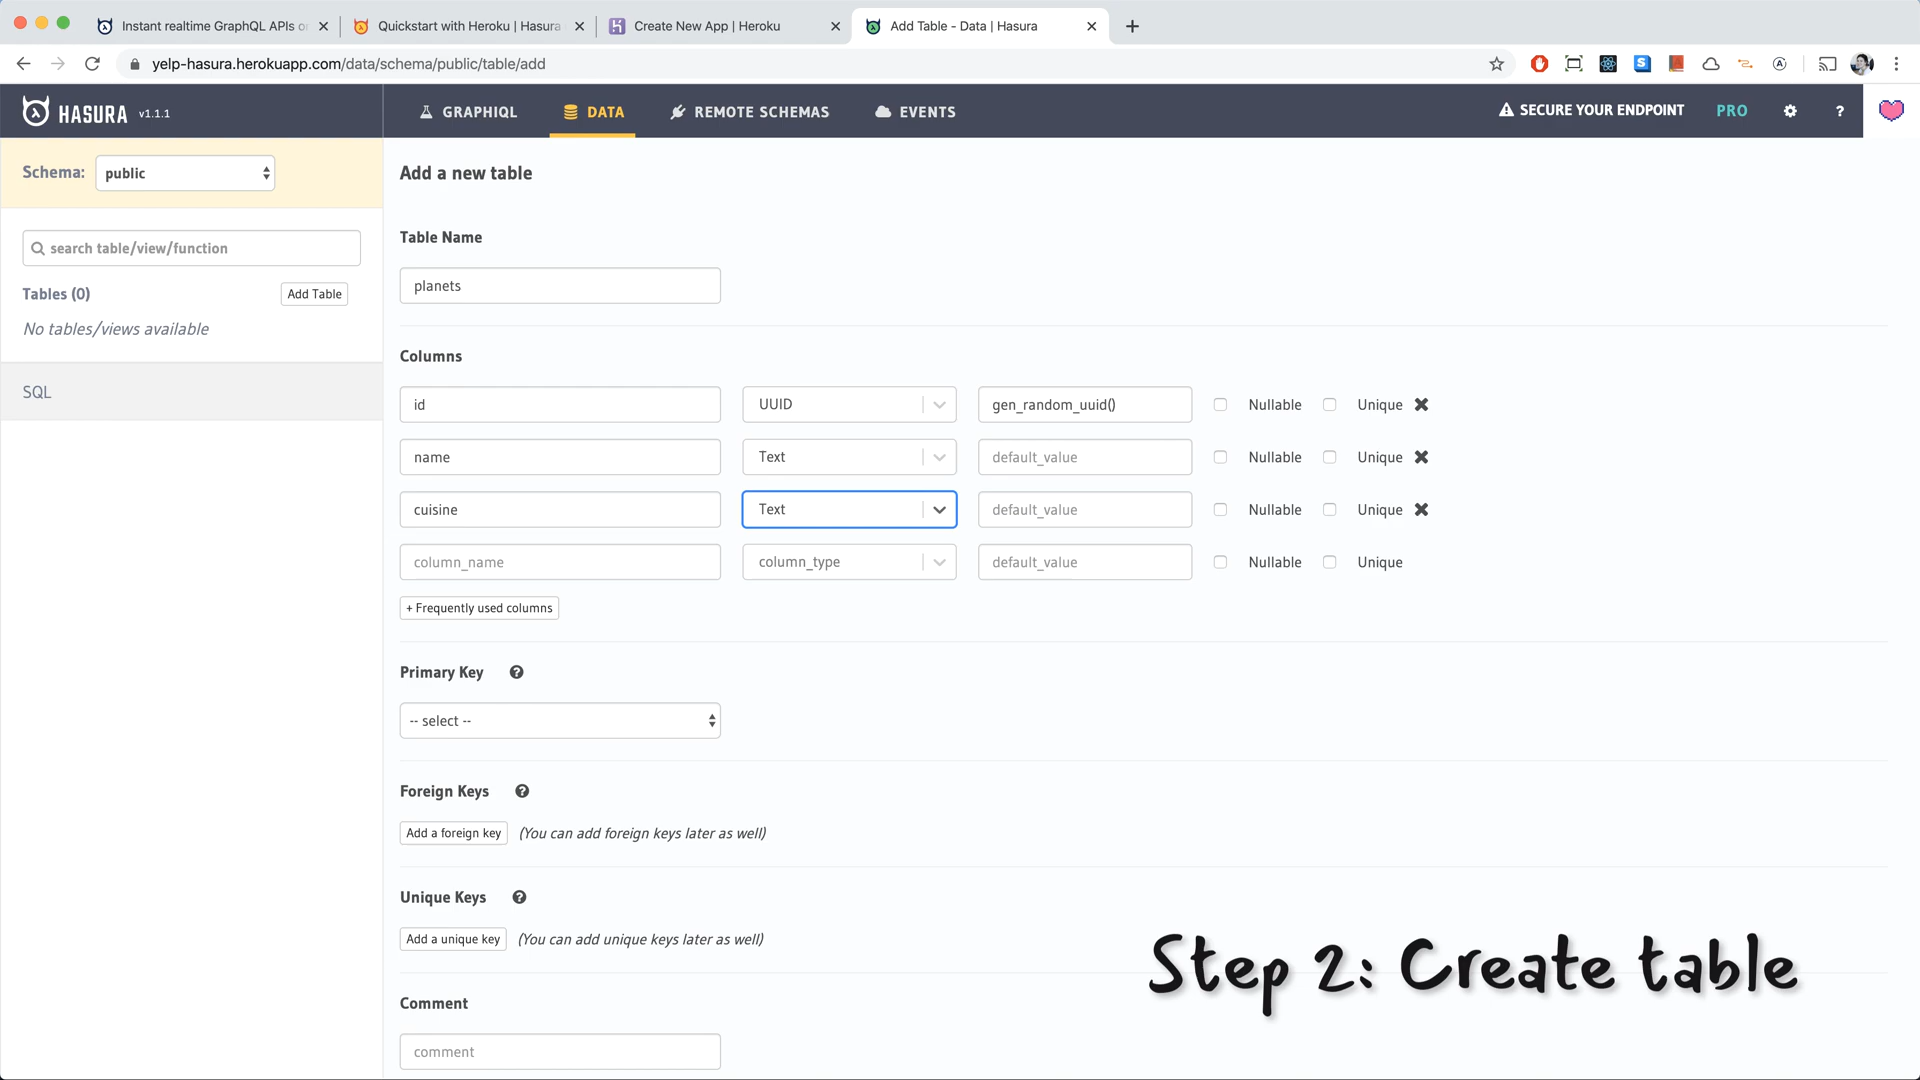 Instant realtime GraphQL APIs o
Quickstart with Heroku | Hasura
Create New App | Heroku
Add Table - Data | Hasura
yelp-hasura.herokuapp.com/data/schema/public/table/add
HASURA v1.1.1
GRAPHIQL
DATA
REMOTE SCHEMAS
EVENTS
SECURE YOUR ENDPOINT
PRO
?
Schema: public
search table/view/function
Tables (0) Add Table
No tables/views available
SQL
Add a new table
Table Name
planets
Columns
id UUID gen_random_uuid() Nullable Unique
name Text default_value Nullable Unique
cuisine Text default_value Nullable Unique
column_name column_type default_value Nullable Unique
+ Frequently used columns
Primary Key ?
-- select --
Foreign Keys ?
Add a foreign key (You can add foreign keys later as well)
Unique Keys ?
Add a unique key (You can add unique keys later as well)
Comment
comment
Step 2: Create table